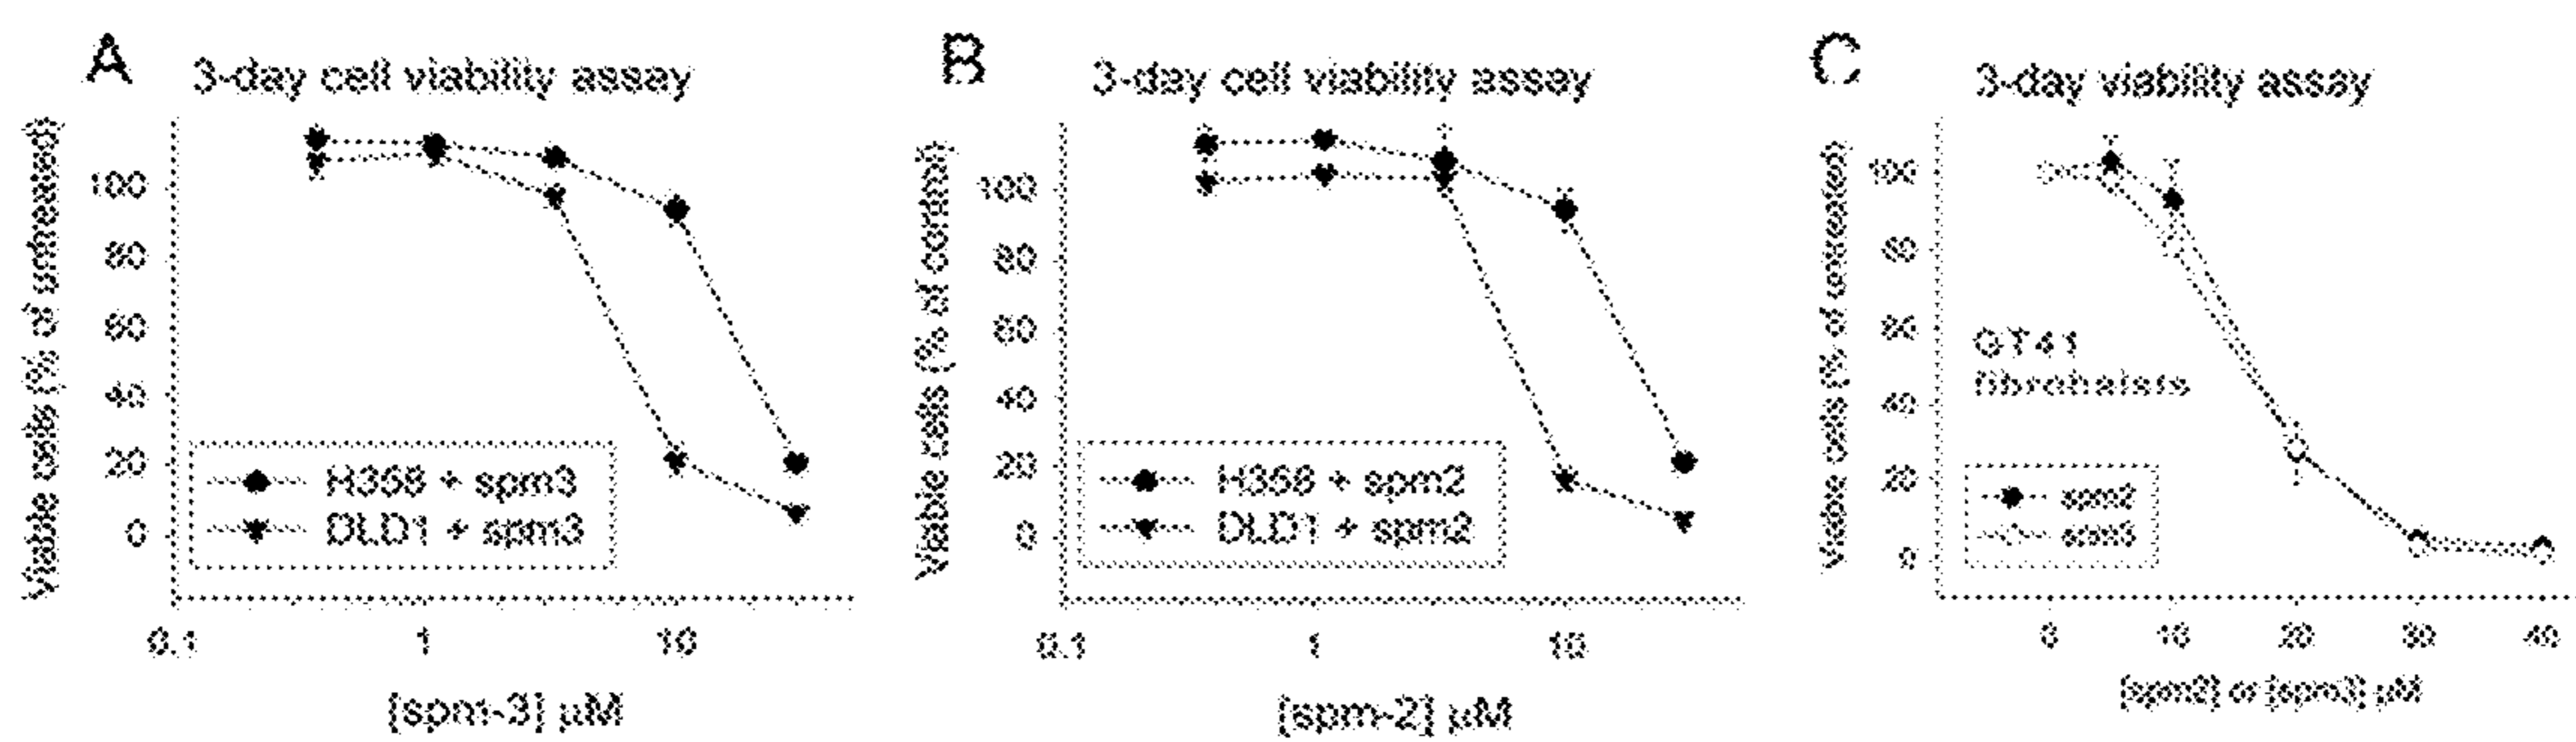 A
3-day cell viability assay
Viable cells (% of untreated)
100
80
60
40
20
0
H358 + spm3
DLD1 + spm3
0.1
1
10
[spm-3] µM
B
3-day cell viability assay
Viable cells (% of control)
100
80
60
40
20
0
H358 + spm2
DLD1 + spm2
0.1
1
10
[spm-2] µM
C
3-day viability assay
Viable cells (% of untreated)
100
80
60
40
20
0
GT41
fibroblasts
spm2
spm3
0
10
20
30
40
[spm2] or [spm3] µM